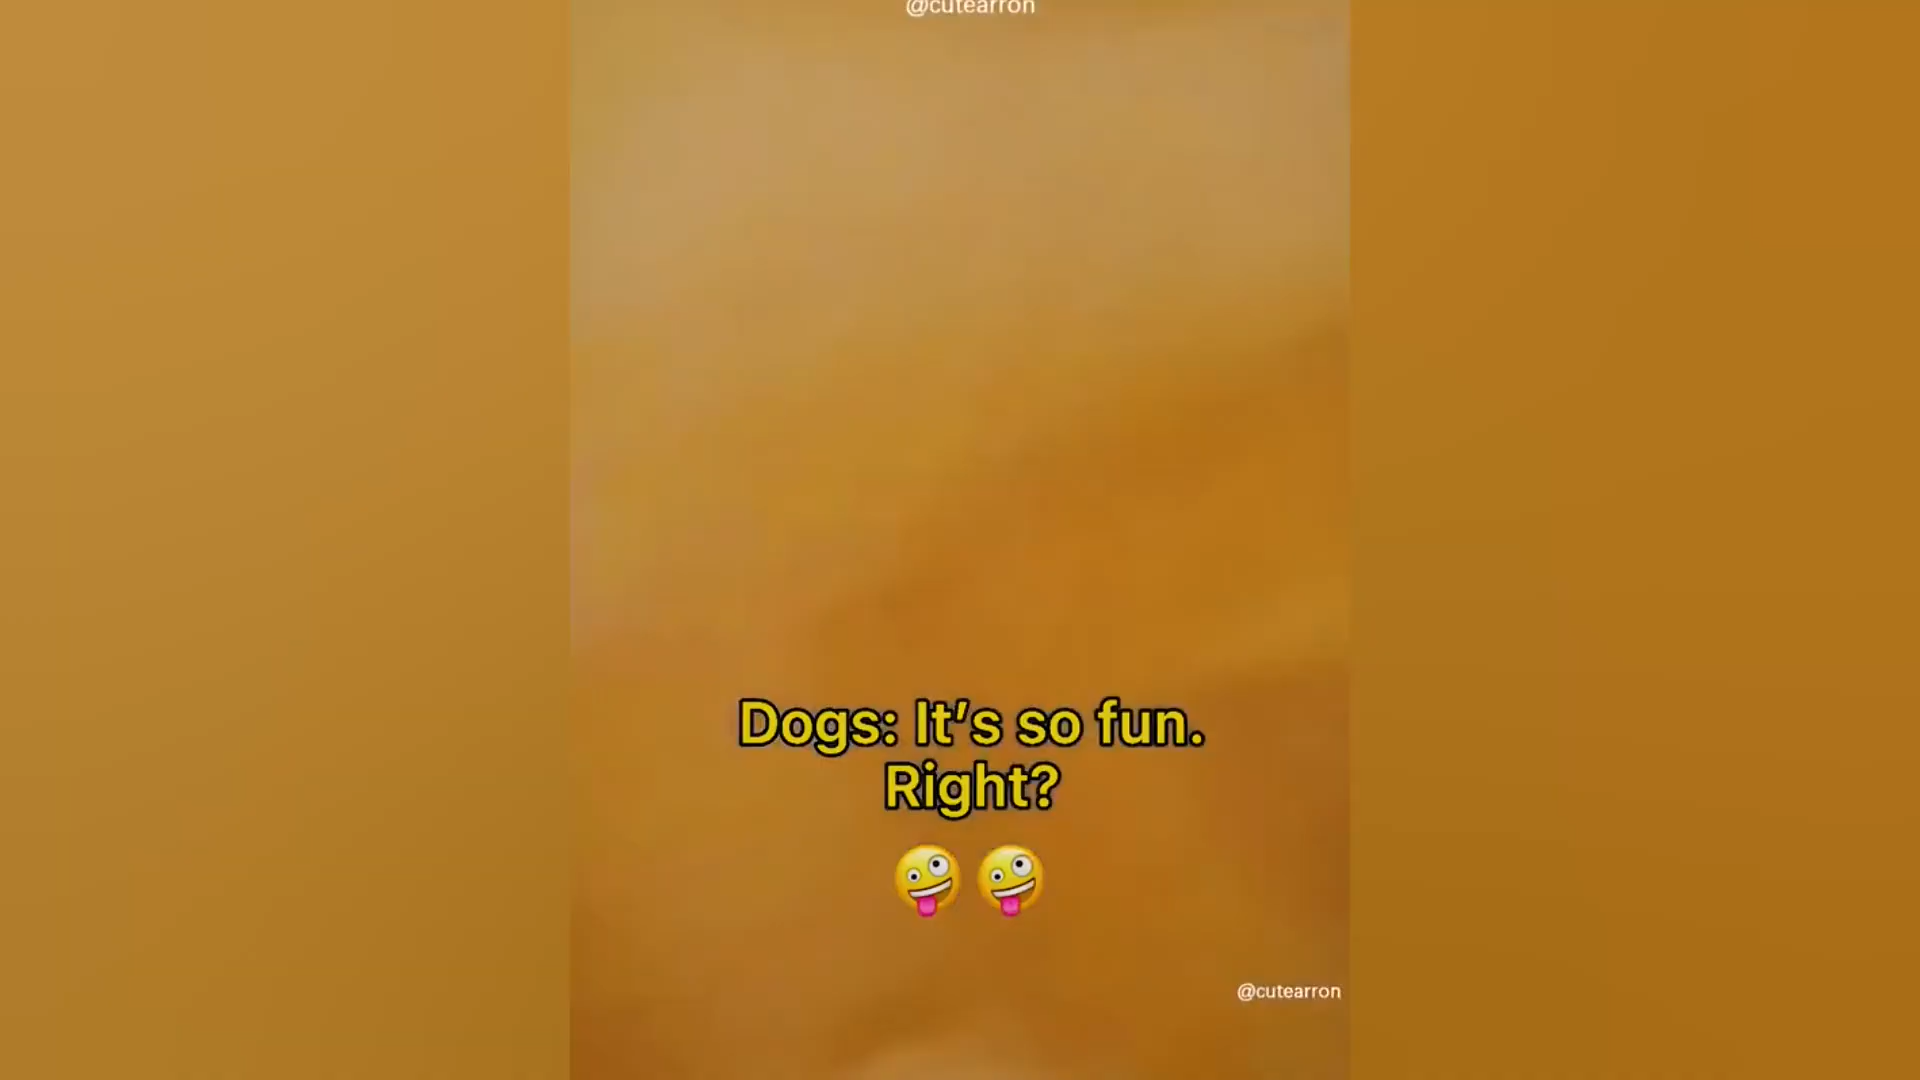 @cutearron
Dogs: It's so fun.
Right?
🤪 🤪
@cutearron